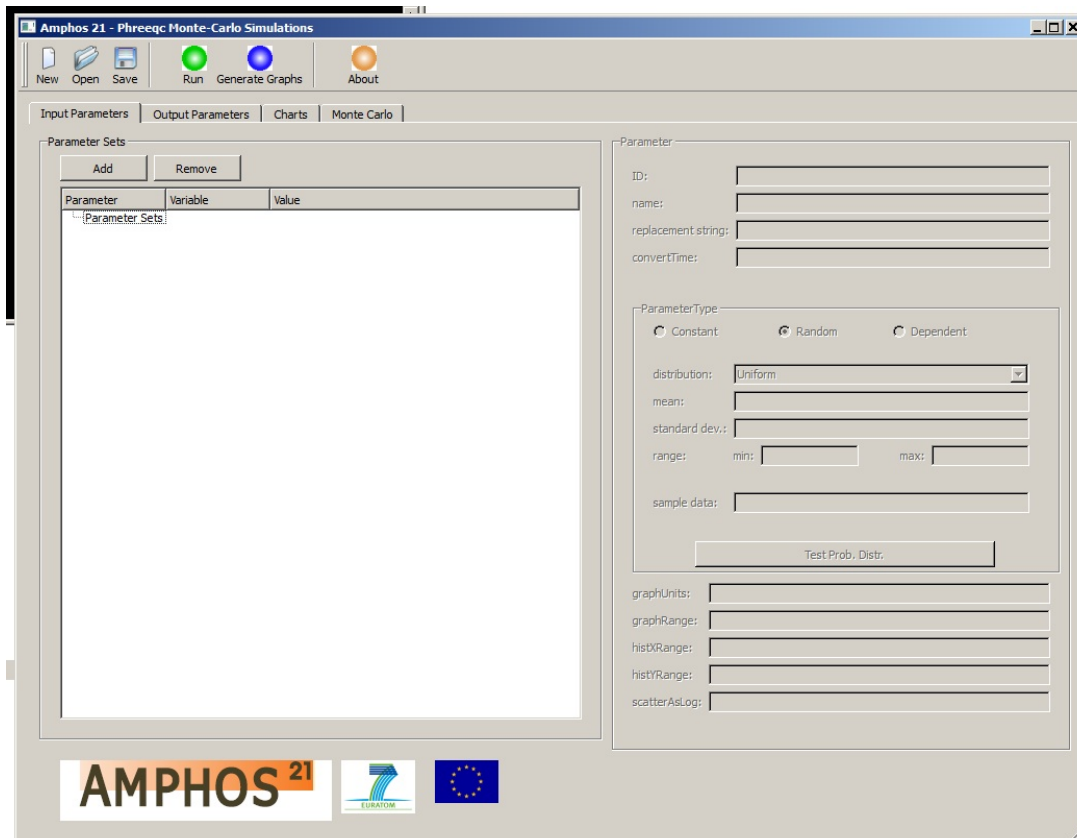 Amphos 21 - Phreeqc Monte-Carlo Simulations
New Open Save Run Generate Graphs About
Input Parameters Output Parameters Charts Monte Carlo
Parameter Sets
Add Remove
Parameter Variable Value
Parameter Sets
Parameter
ID:
name:
replacement string:
convertTime:
ParameterType
Constant Random Dependent
distribution: Uniform
mean:
standard dev.:
range: min: max:
sample data:
Test Prob. Distr.
graphUnits:
graphRange:
histXRange:
histYRange:
scatterAsLog:
AMPHOS 21
7
EURATOM